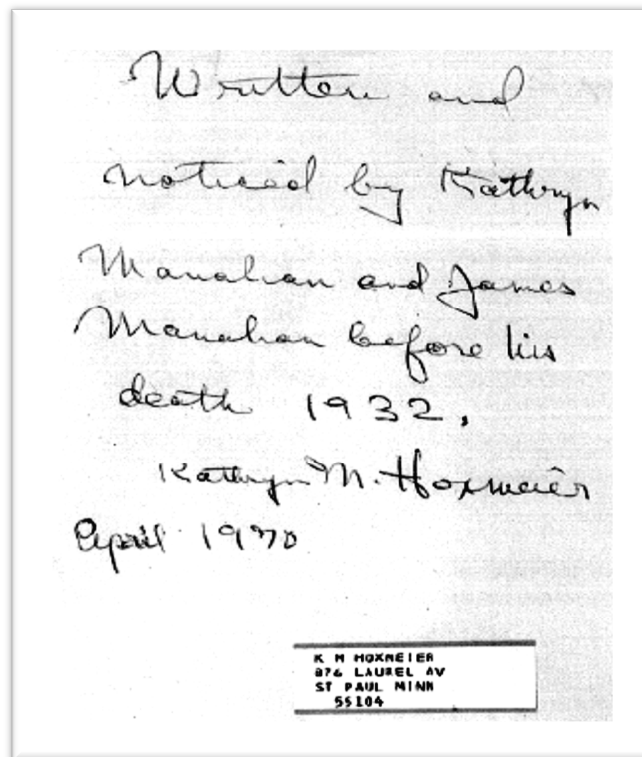 Written and
noticed by Kathryn
Manahan and James
Manahan before his
death 1932.
Kathryn M. Hoxmeier
April 1970
K M HOXMEIER
876 LAUREL AV
ST PAUL MINN
55104